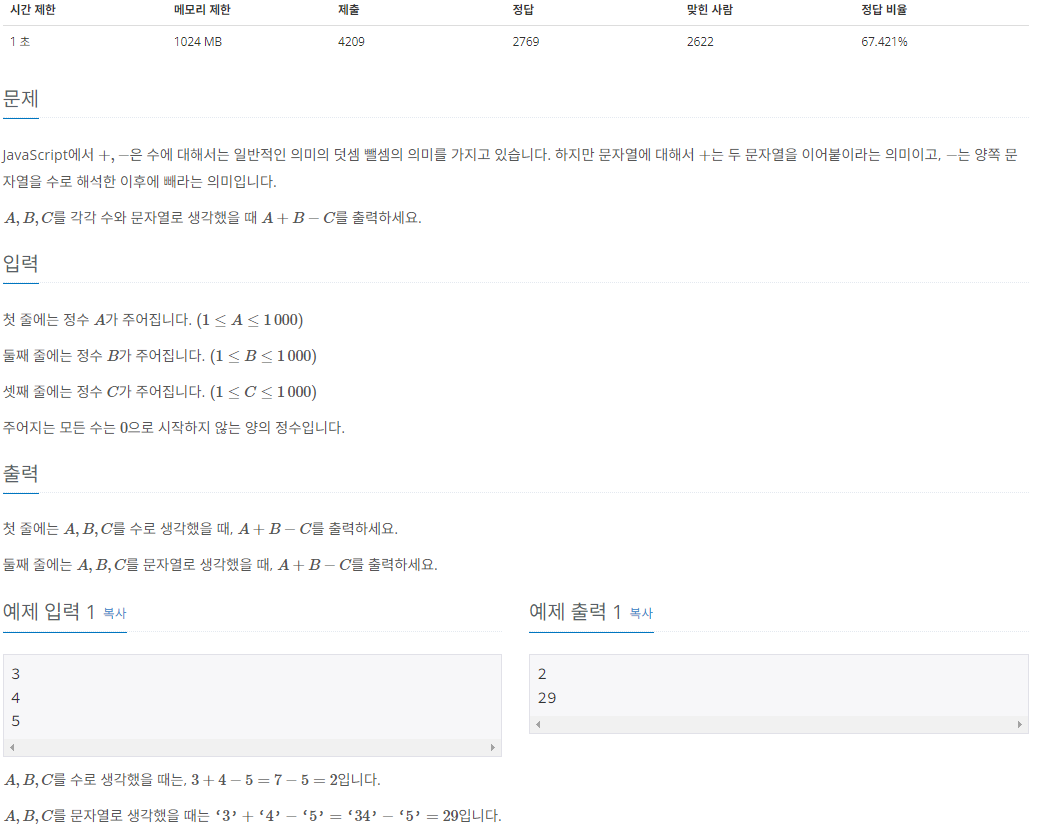 시간 제한 메모리 제한 제출 정답 맞힌 사람 정답 비율
1 초 1024 MB 4209 2769 2622 67.421%
문제
JavaScript에서 +, −은 수에 대해서는 일반적인 의미의 덧셈 뺄셈의 의미를 가지고 있습니다. 하지만 문자열에 대해서 +는 두 문자열을 이어붙이라는 의미이고, −는 양쪽 문
자열을 수로 해석한 이후에 빼라는 의미입니다.
A, B, C를 각각 수와 문자열로 생각했을 때 A + B − C를 출력하세요.
입력
첫 줄에는 정수 A가 주어집니다. (1 ≤ A ≤ 1 000)
둘째 줄에는 정수 B가 주어집니다. (1 ≤ B ≤ 1 000)
셋째 줄에는 정수 C가 주어집니다. (1 ≤ C ≤ 1 000)
주어지는 모든 수는 0으로 시작하지 않는 양의 정수입니다.
출력
첫 줄에는 A, B, C를 수로 생각했을 때, A + B − C를 출력하세요.
둘째 줄에는 A, B, C를 문자열로 생각했을 때, A + B − C를 출력하세요.
예제 입력 1 복사
3
4
5
예제 출력 1 복사
2
29
A, B, C를 수로 생각했을 때는, 3 + 4 − 5 = 7 − 5 = 2입니다.
A, B, C를 문자열로 생각했을 때는 ‘3’ + ‘4’ − ‘5’ = ‘34’ − ‘5’ = 29입니다.